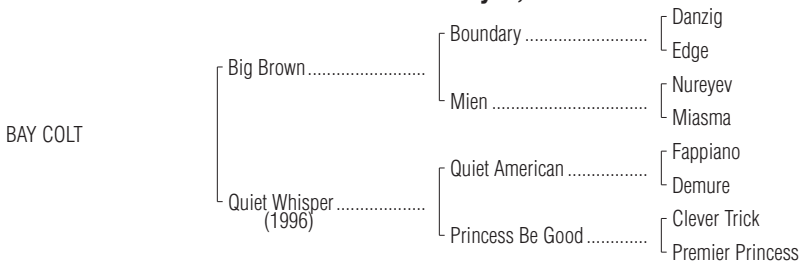 Danzig
Boundary ..........................
Edge
Big Brown.........................
Nureyev
Mien .................................
Miasma
BAY COLT
Fappiano
Quiet American .................
Demure
Quiet Whisper...................
(1996)
Clever Trick
Princess Be Good.............
Premier Princess